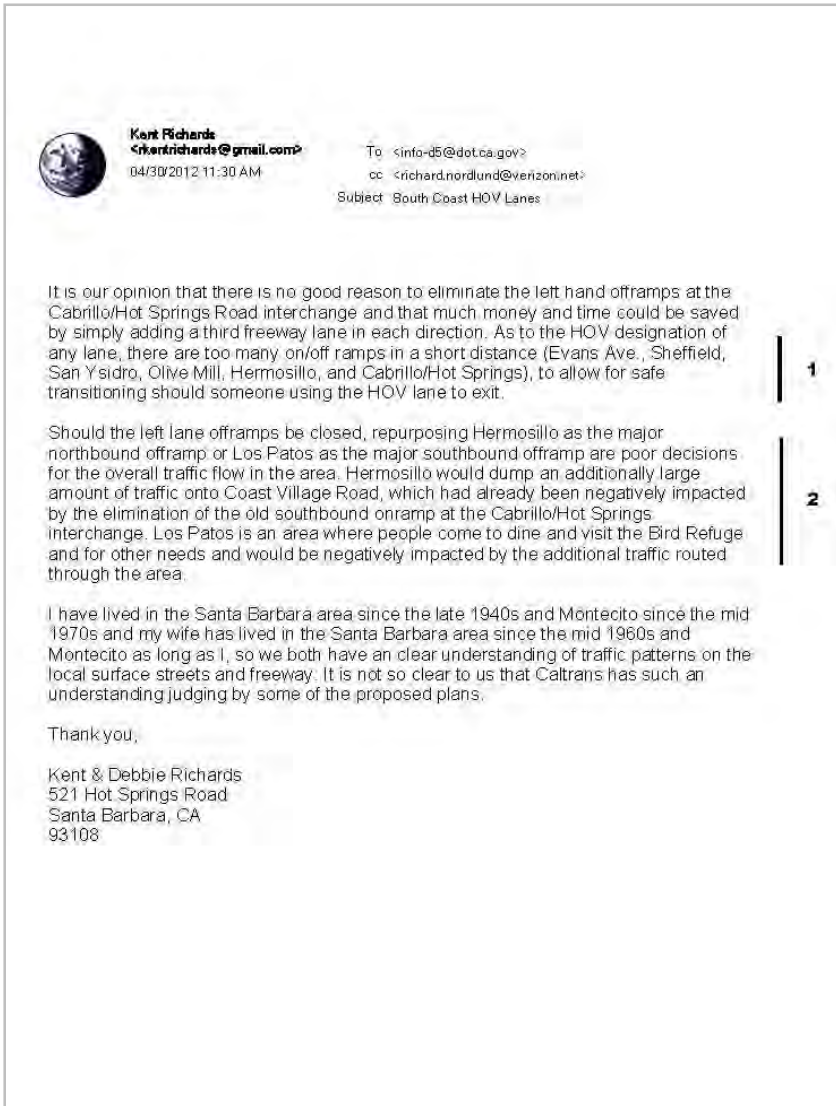 Kent Richards
<rkentrichards@gmail.com>
04/30/2012 11:30 AM
To <info-d5@dot.ca.gov>
cc <richard.nordlund@verizon.net>
Subject South Coast HOV Lanes
It is our opinion that there is no good reason to eliminate the left hand offramps at the
Cabrillo/Hot Springs Road interchange and that much money and time could be saved
by simply adding a third freeway lane in each direction. As to the HOV designation of
any lane, there are too many on/off ramps in a short distance (Evans Ave., Sheffield,
San Ysidro, Olive Mill, Hermosillo, and Cabrillo/Hot Springs), to allow for safe
transitioning should someone using the HOV lane to exit.
1
Should the left lane offramps be closed, repurposing Hermosillo as the major
northbound offramp or Los Patos as the major southbound offramp are poor decisions
for the overall traffic flow in the area. Hermosillo would dump an additionally large
amount of traffic onto Coast Village Road, which had already been negatively impacted
by the elimination of the old southbound onramp at the Cabrillo/Hot Springs
interchange. Los Patos is an area where people come to dine and visit the Bird Refuge
and for other needs and would be negatively impacted by the additional traffic routed
through the area.
2
I have lived in the Santa Barbara area since the late 1940s and Montecito since the mid
1970s and my wife has lived in the Santa Barbara area since the mid 1960s and
Montecito as long as I, so we both have an clear understanding of traffic patterns on the
local surface streets and freeway. It is not so clear to us that Caltrans has such an
understanding judging by some of the proposed plans.
Thank you,
Kent & Debbie Richards
521 Hot Springs Road
Santa Barbara, CA
93108